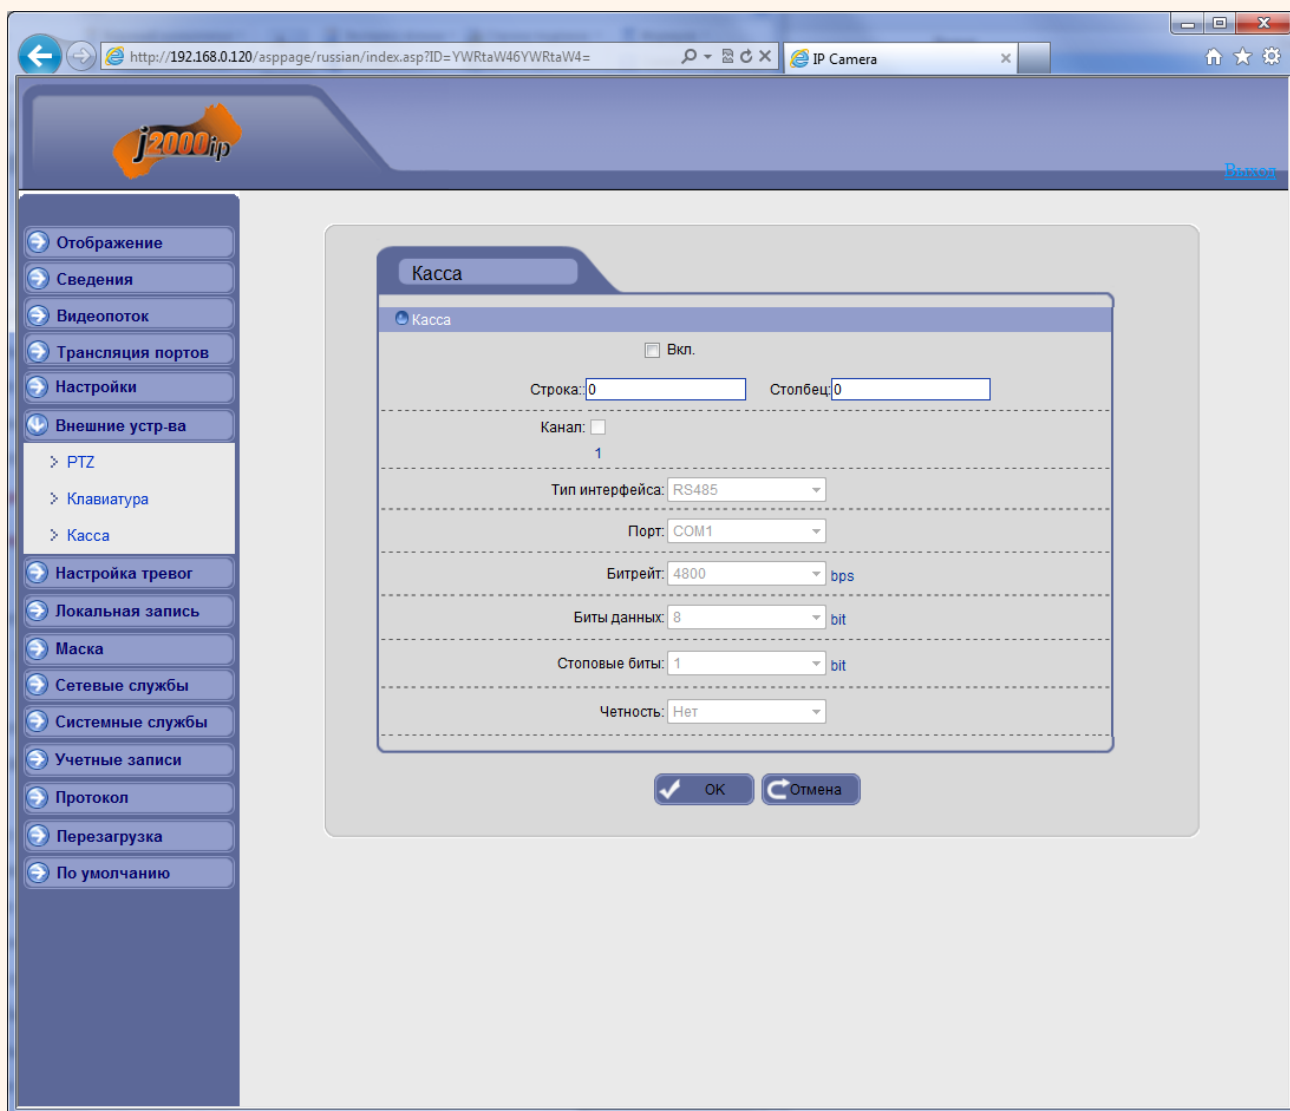 http://192.168.0.120/asppage/russian/index.asp?ID=YWRtaW46YWRtaW4=
IP Camera
j2000ip
Выход
Отображение
Сведения
Видеопоток
Трансляция портов
Настройки
Внешние устр-ва
PTZ
Клавиатура
Касса
Настройка тревог
Локальная запись
Маска
Сетевые службы
Системные службы
Учетные записи
Протокол
Перезагрузка
По умолчанию
Касса
Касса
Вкл.
Строка:: 0 Столбец: 0
Канал:
1
Тип интерфейса: RS485
Порт: COM1
Битрейт: 4800 bps
Биты данных: 8 bit
Стоповые биты: 1 bit
Четность: Нет
OK Отмена